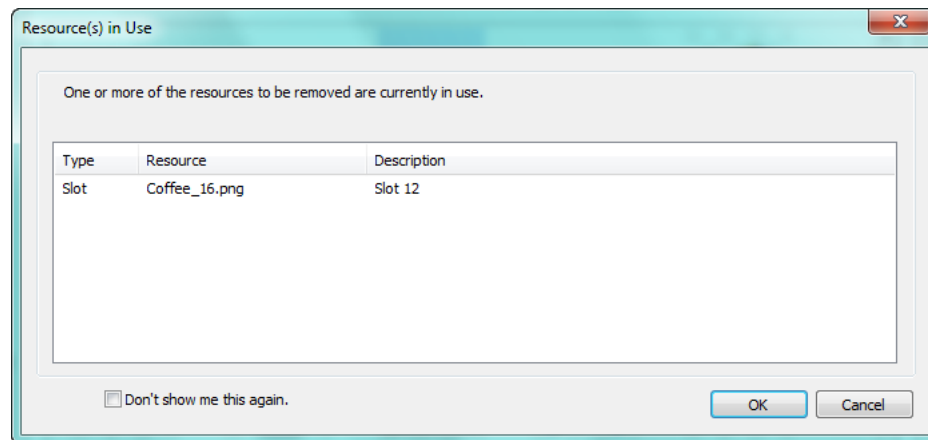 Resource(s) in Use
One or more of the resources to be removed are currently in use.
Type Resource Description
Slot Coffee_16.png Slot 12
Don't show me this again.
OK Cancel